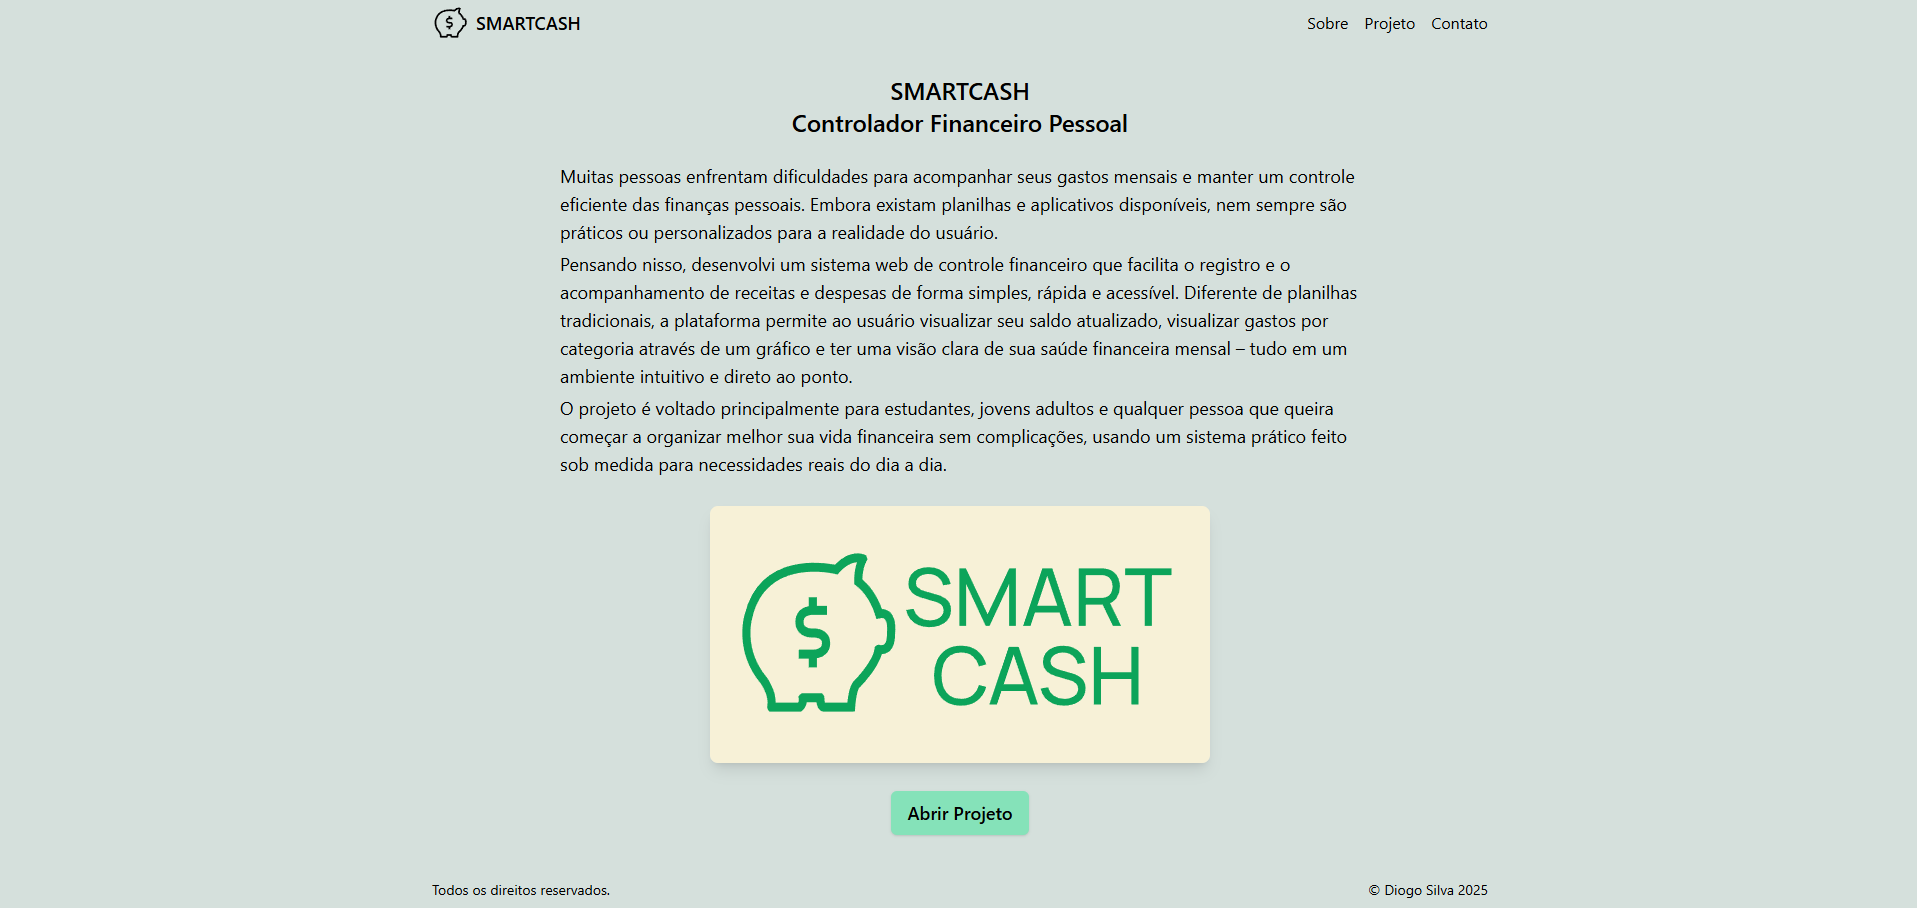 SMARTCASH
Sobre Projeto Contato
SMARTCASH
Controlador Financeiro Pessoal
Muitas pessoas enfrentam dificuldades para acompanhar seus gastos mensais e manter um controle
eficiente das finanças pessoais. Embora existam planilhas e aplicativos disponíveis, nem sempre são
práticos ou personalizados para a realidade do usuário.
Pensando nisso, desenvolvi um sistema web de controle financeiro que facilita o registro e o
acompanhamento de receitas e despesas de forma simples, rápida e acessível. Diferente de planilhas
tradicionais, a plataforma permite ao usuário visualizar seu saldo atualizado, visualizar gastos por
categoria através de um gráfico e ter uma visão clara de sua saúde financeira mensal – tudo em um
ambiente intuitivo e direto ao ponto.
O projeto é voltado principalmente para estudantes, jovens adultos e qualquer pessoa que queira
começar a organizar melhor sua vida financeira sem complicações, usando um sistema prático feito
sob medida para necessidades reais do dia a dia.
$
SMART
CASH
Abrir Projeto
Todos os direitos reservados.
© Diogo Silva 2025